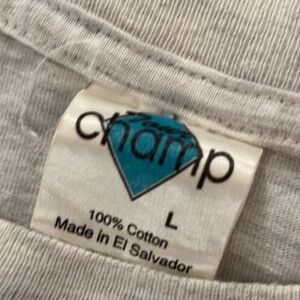 champ
L
100% Cotton
Made in El Salvador